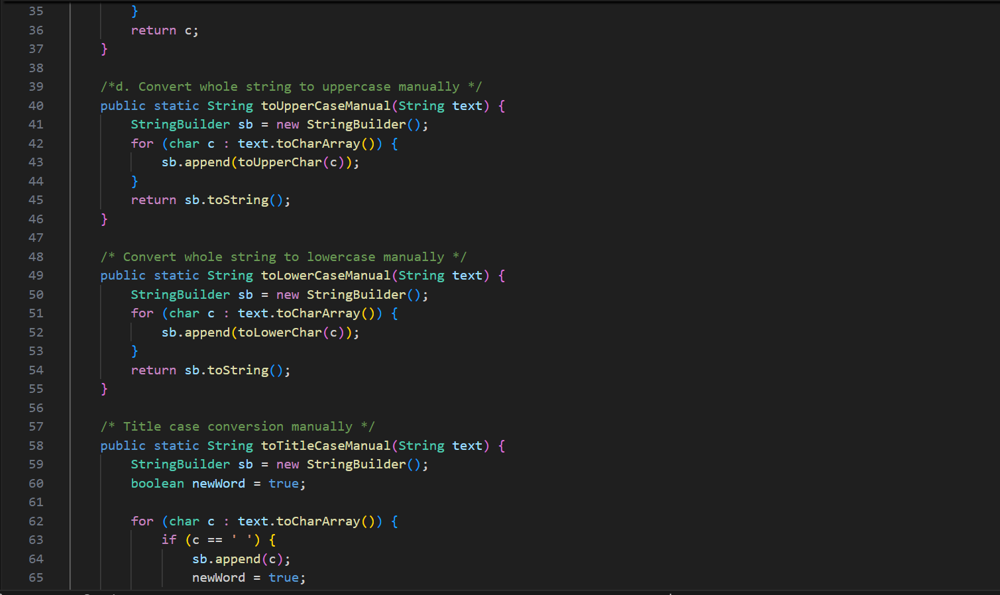 35         }
36         return c;
37     }
38
39     /*d. Convert whole string to uppercase manually */
40     public static String toUpperCaseManual(String text) {
41         StringBuilder sb = new StringBuilder();
42         for (char c : text.toCharArray()) {
43             sb.append(toUpperChar(c));
44         }
45         return sb.toString();
46     }
47
48     /* Convert whole string to lowercase manually */
49     public static String toLowerCaseManual(String text) {
50         StringBuilder sb = new StringBuilder();
51         for (char c : text.toCharArray()) {
52             sb.append(toLowerChar(c));
53         }
54         return sb.toString();
55     }
56
57     /* Title case conversion manually */
58     public static String toTitleCaseManual(String text) {
59         StringBuilder sb = new StringBuilder();
60         boolean newWord = true;
61
62         for (char c : text.toCharArray()) {
63             if (c == ' ') {
64                 sb.append(c);
65                 newWord = true;